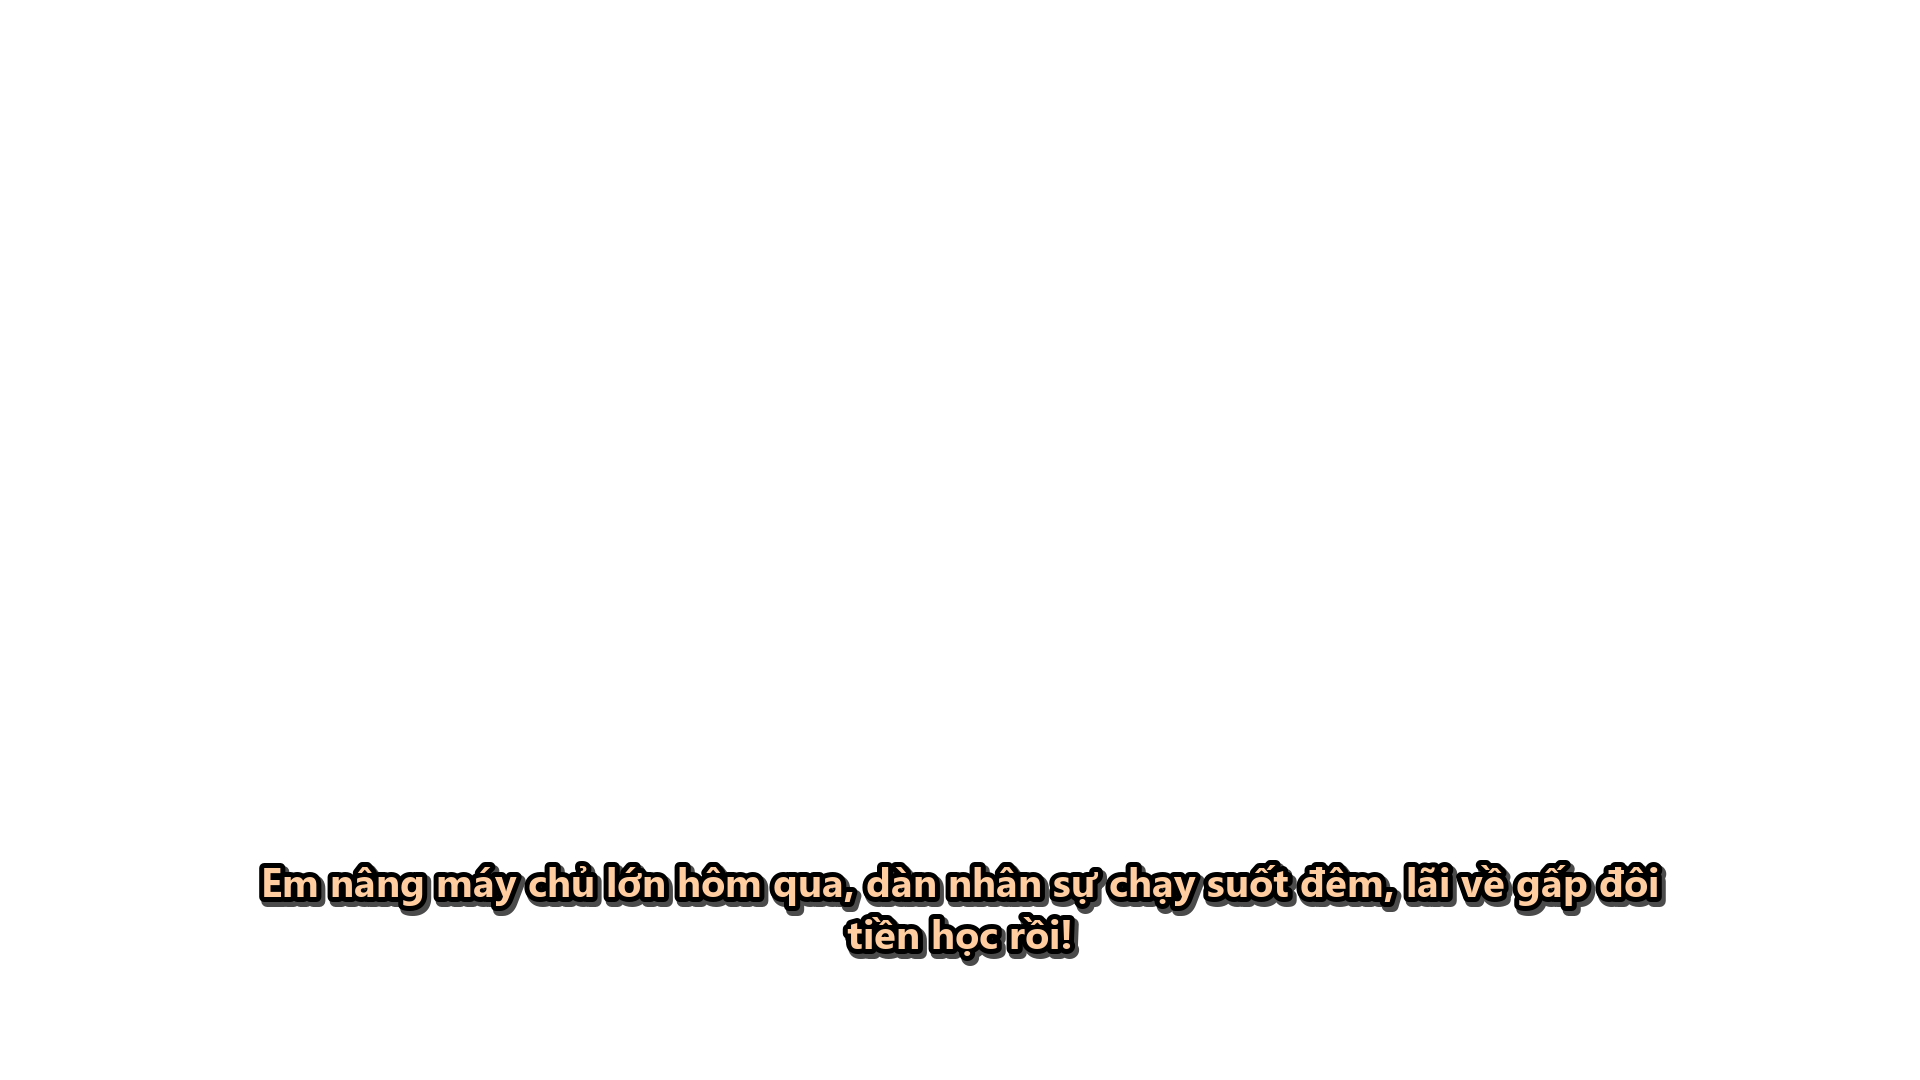 Em nâng máy chủ lớn hôm qua, dàn nhân sự chạy suốt đêm, lãi về gấp đôi
tiền học rồi!